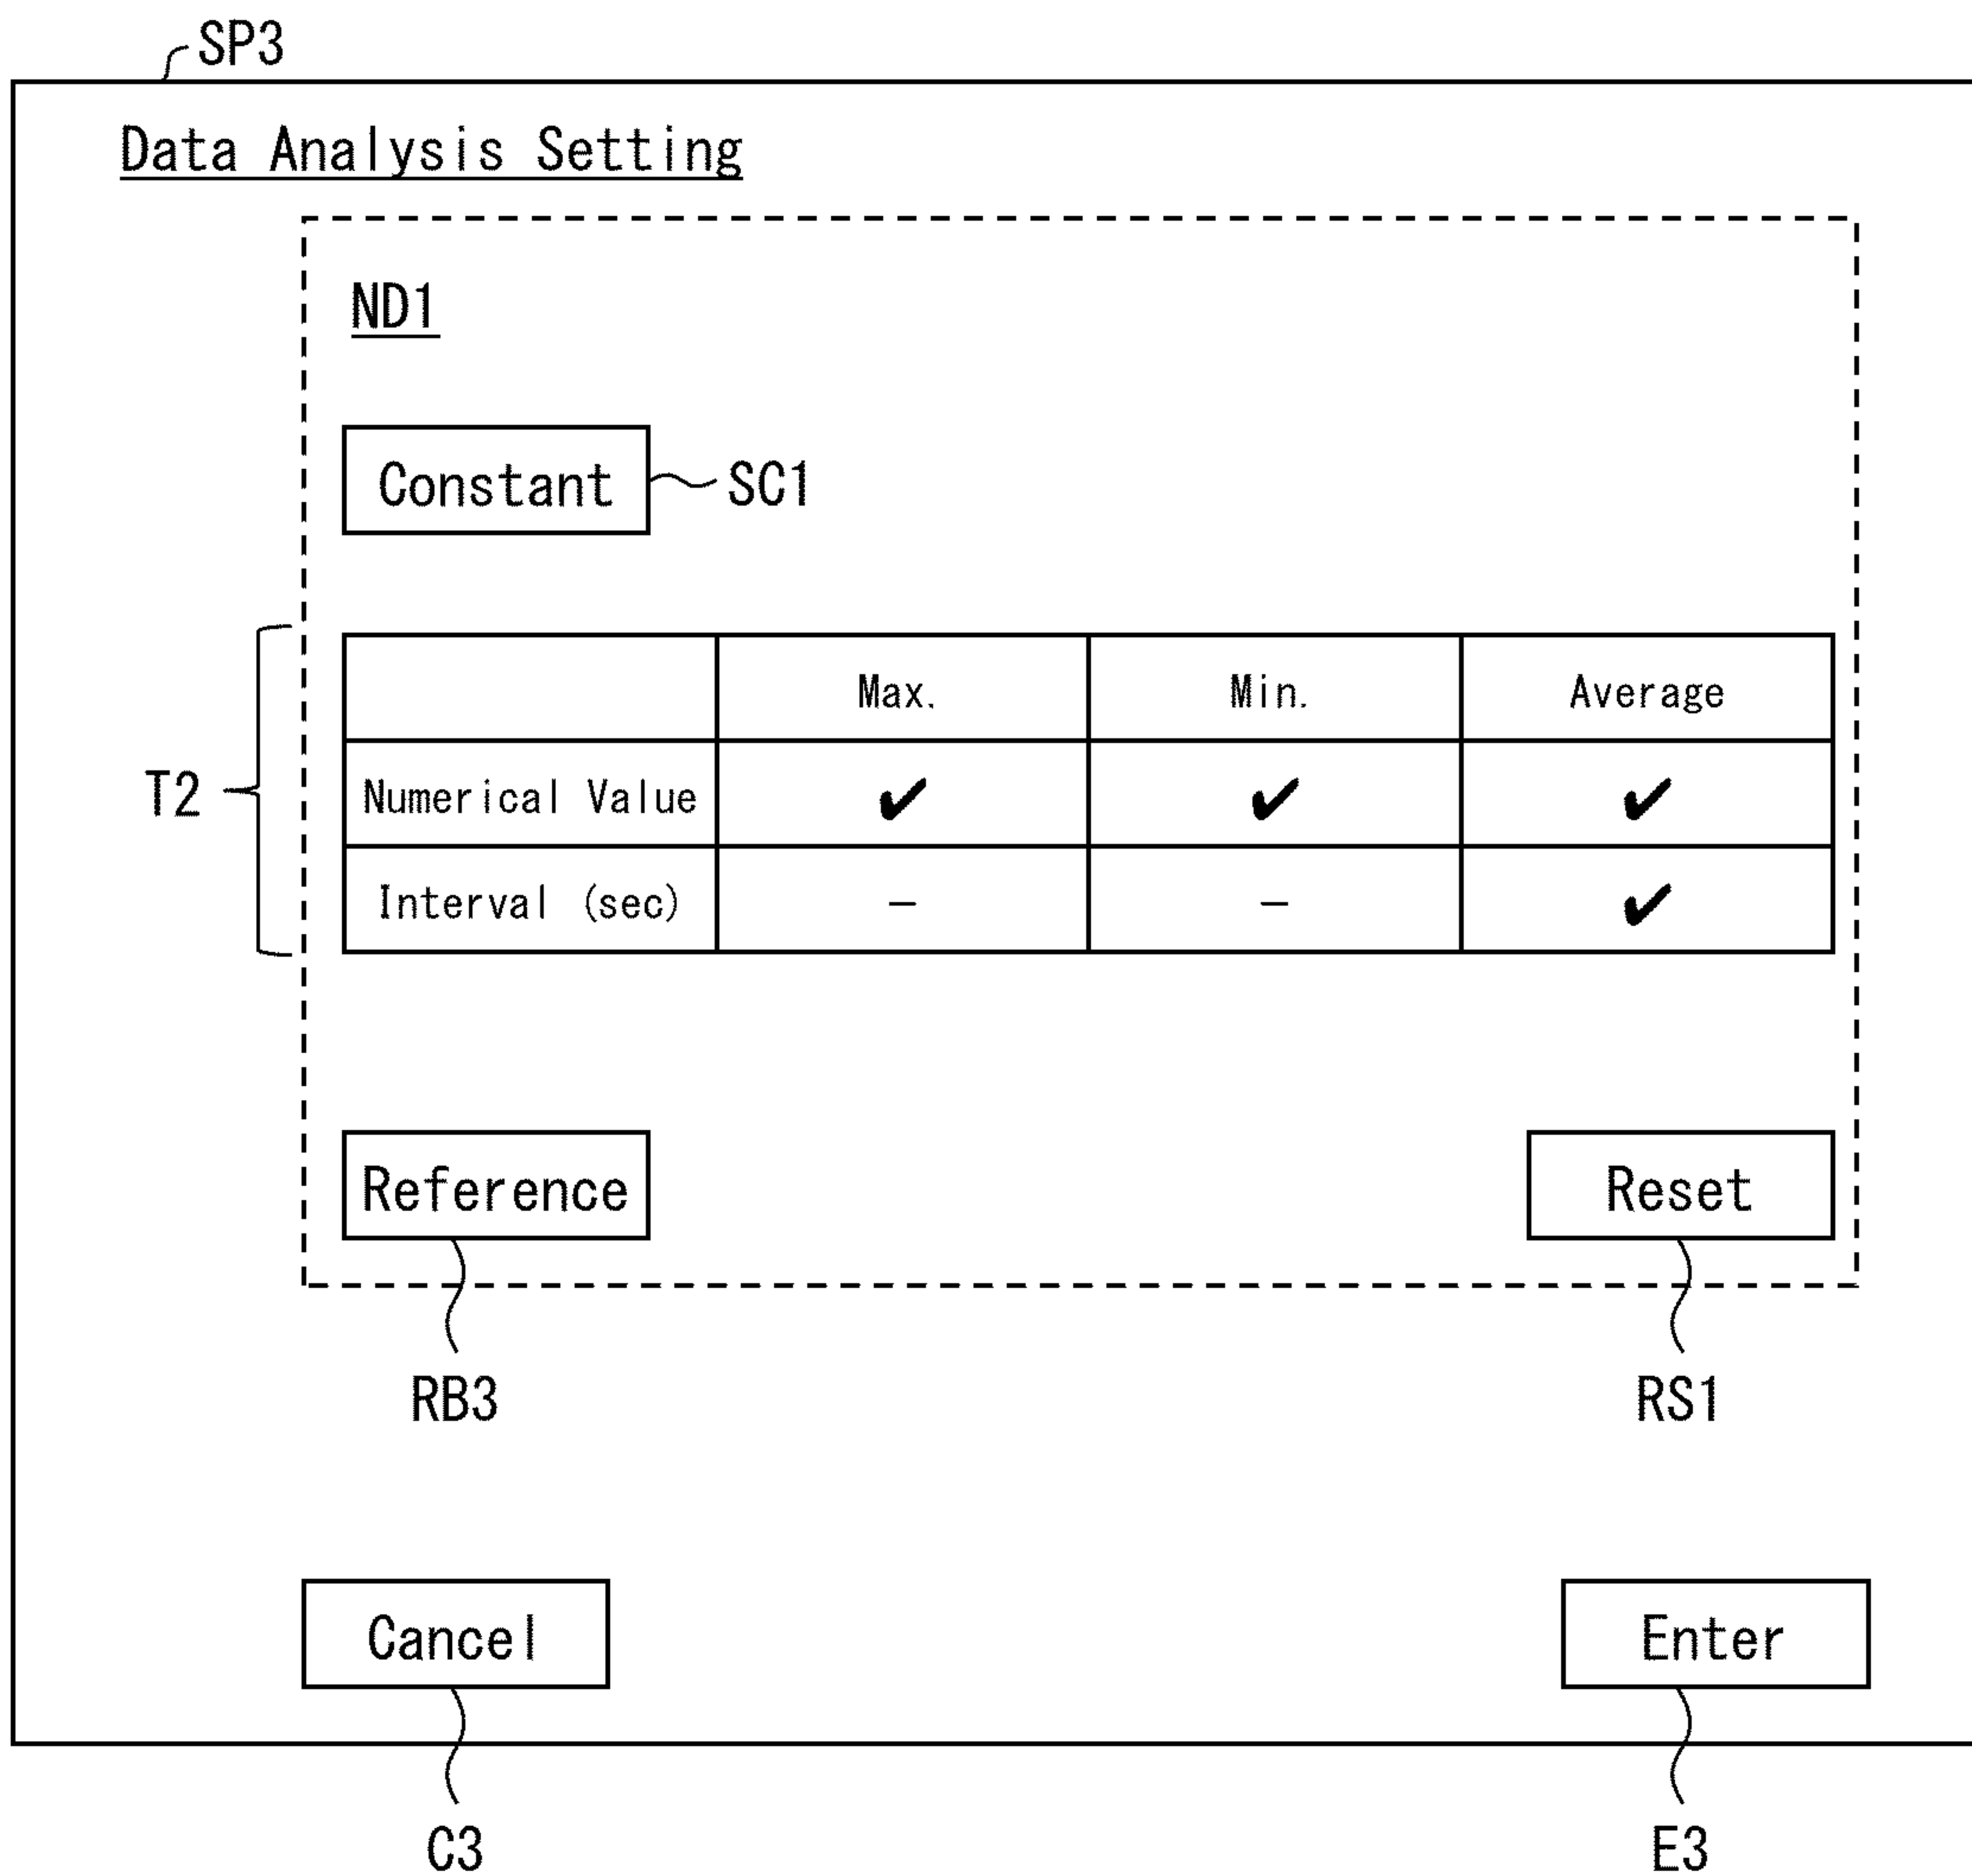 SP3
Data Analysis Setting
ND1
Constant SC1
Max. Min. Average
T2
Numerical Value ✔ ✔ ✔
Interval (sec) — — ✔
Reference Reset
RB3 RS1
Cancel Enter
C3 E3